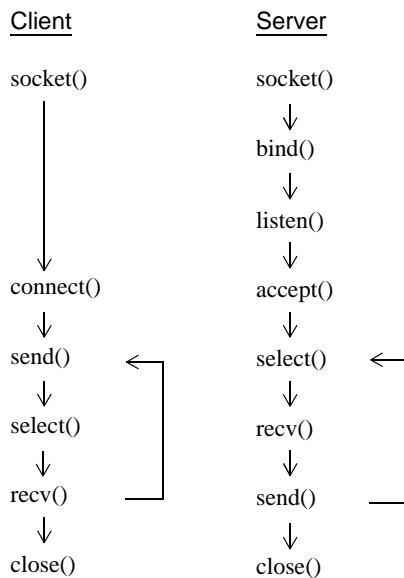 Client
Server
socket()
socket()
bind()
listen()
connect()
accept()
send()
select()
select()
recv()
recv()
send()
close()
close()